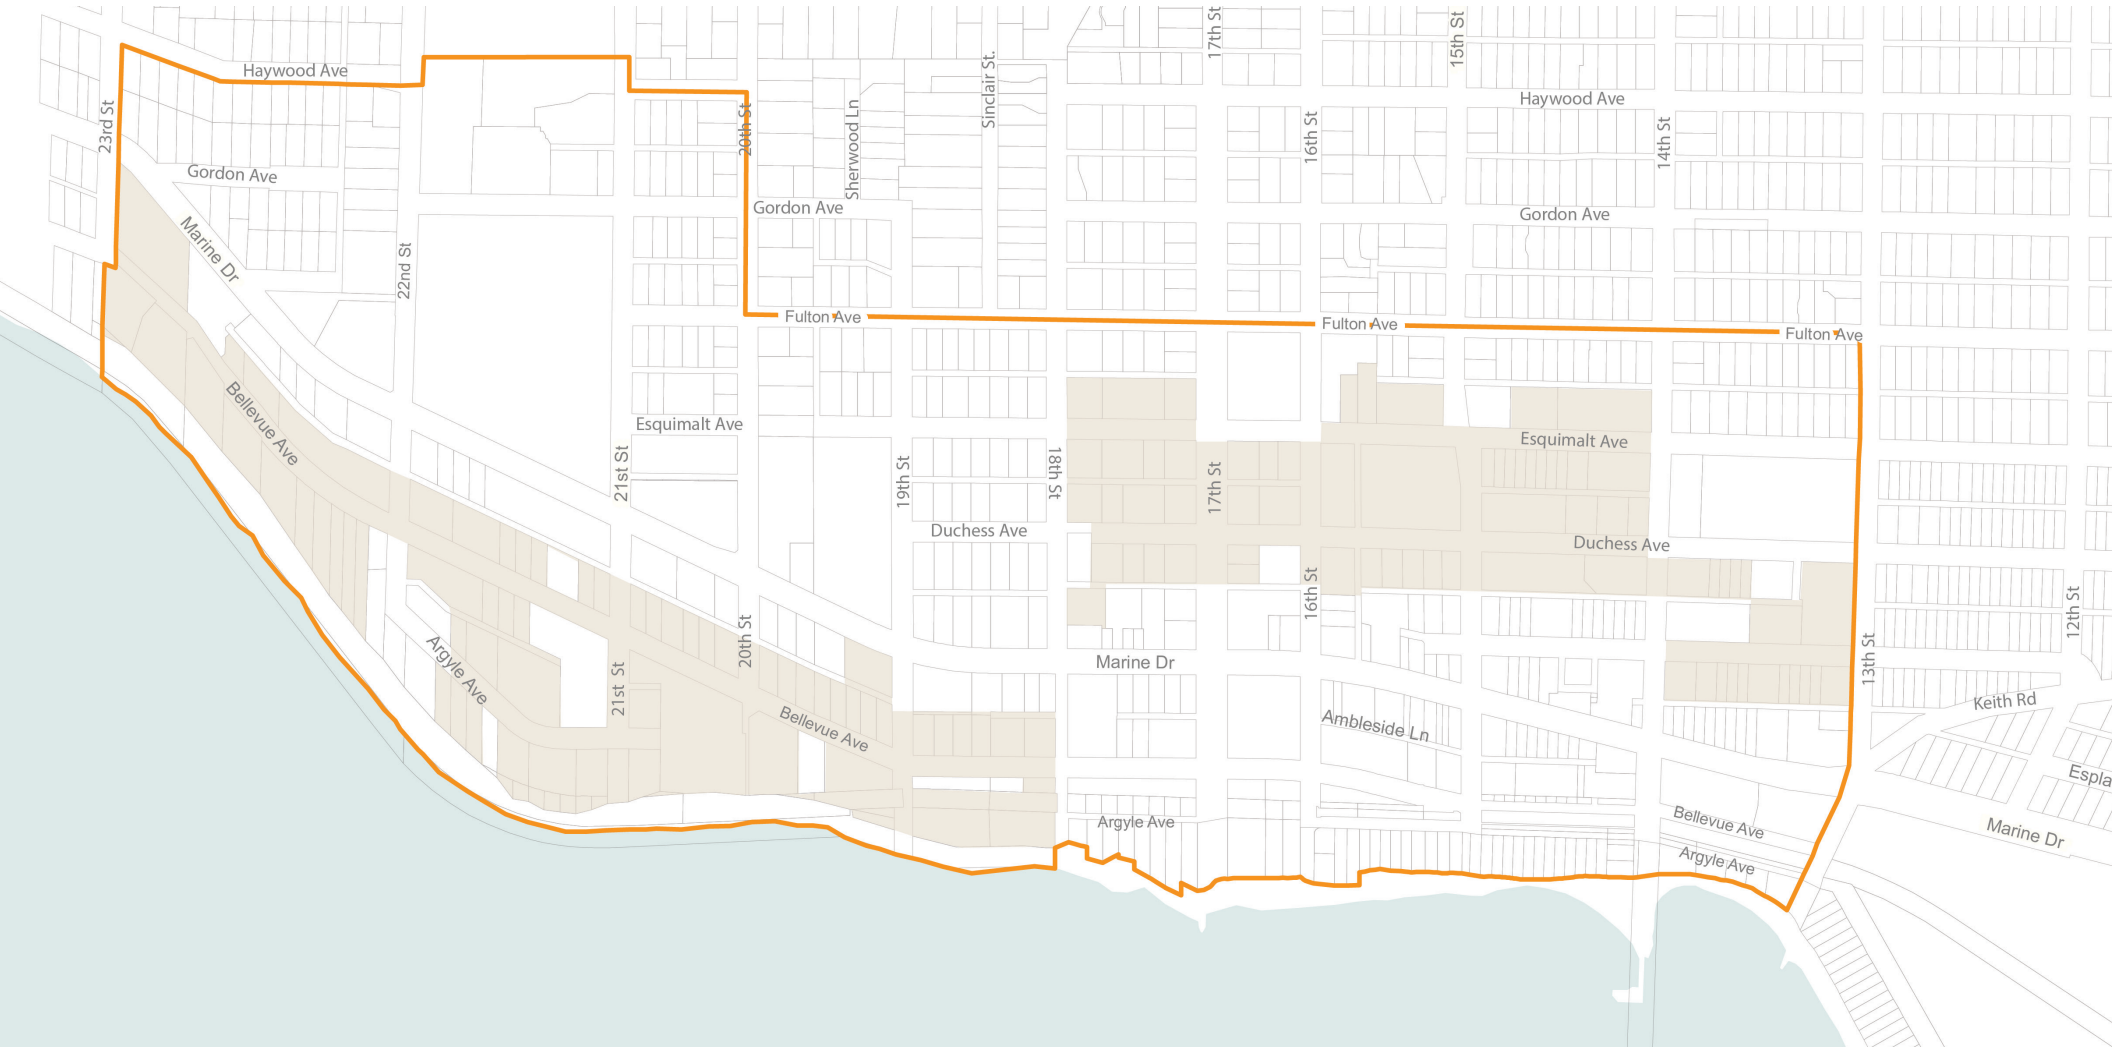 17th St
15th St
Haywood Ave
Sinclair St.
Haywood Ave
23rd St
20th St
Sherwood Ln
16th St
14th St
Gordon Ave
Gordon Ave
Gordon Ave
Marine Dr
22nd St
Fulton Ave
Fulton Ave
Fulton Ave
Bellevue Ave
Esquimalt Ave
Esquimalt Ave
21st St
19th St
18th St
17th St
Duchess Ave
Duchess Ave
16th St
12th St
20th St
13th St
Argyle Ave
21st St
Marine Dr
Keith Rd
Bellevue Ave
Ambleside Ln
Espla
Argyle Ave
Bellevue Ave
Marine Dr
Argyle Ave